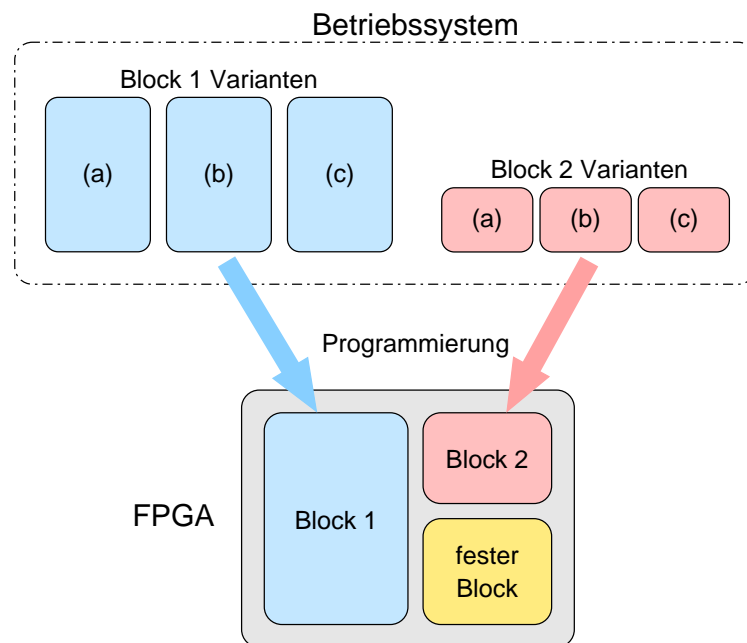 Betriebssystem
Block 1 Varianten
(a)
(b)
(c)
Block 2 Varianten
(a)
(b)
(c)
Programmierung
FPGA
Block 1
Block 2
fester
Block